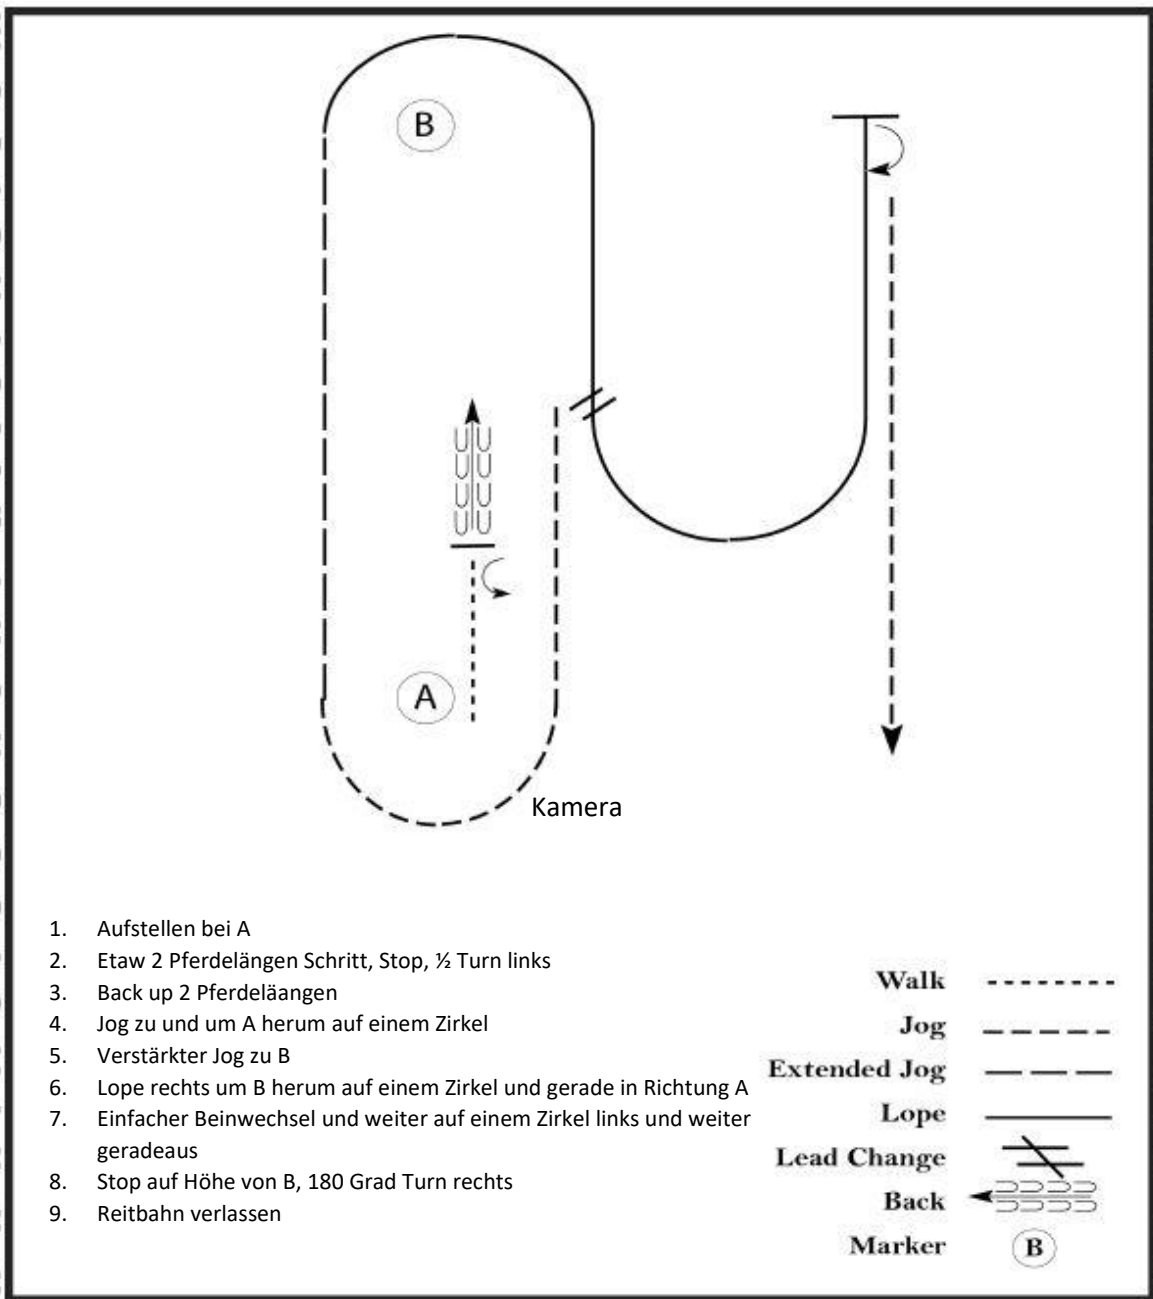 B
A
Kamera
1. Aufstellen bei A
2. Etaw 2 Pferdelängen Schritt, Stop, ½ Turn links
3. Back up 2 Pferdeläangen
4. Jog zu und um A herum auf einem Zirkel
5. Verstärkter Jog zu B
6. Lope rechts um B herum auf einem Zirkel und gerade in Richtung A
7. Einfacher Beinwechsel und weiter auf einem Zirkel links und weiter
geradeaus
8. Stop auf Höhe von B, 180 Grad Turn rechts
9. Reitbahn verlassen
Walk
Jog
Extended Jog
Lope
Lead Change
Back
Marker B